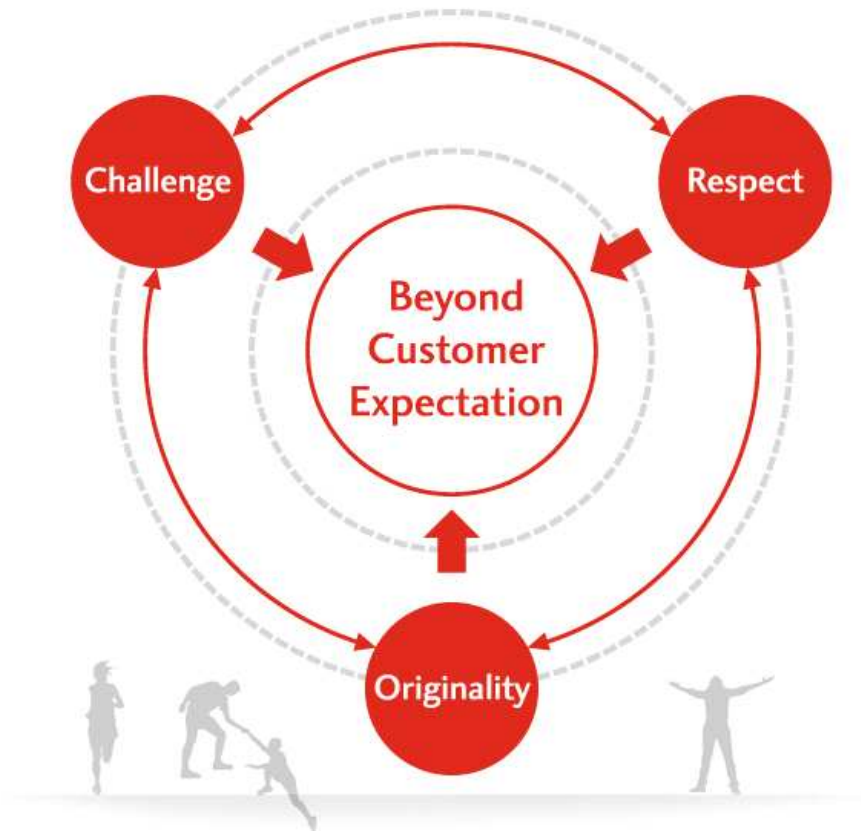 Challenge
Respect
Beyond
Customer
Expectation
Originality